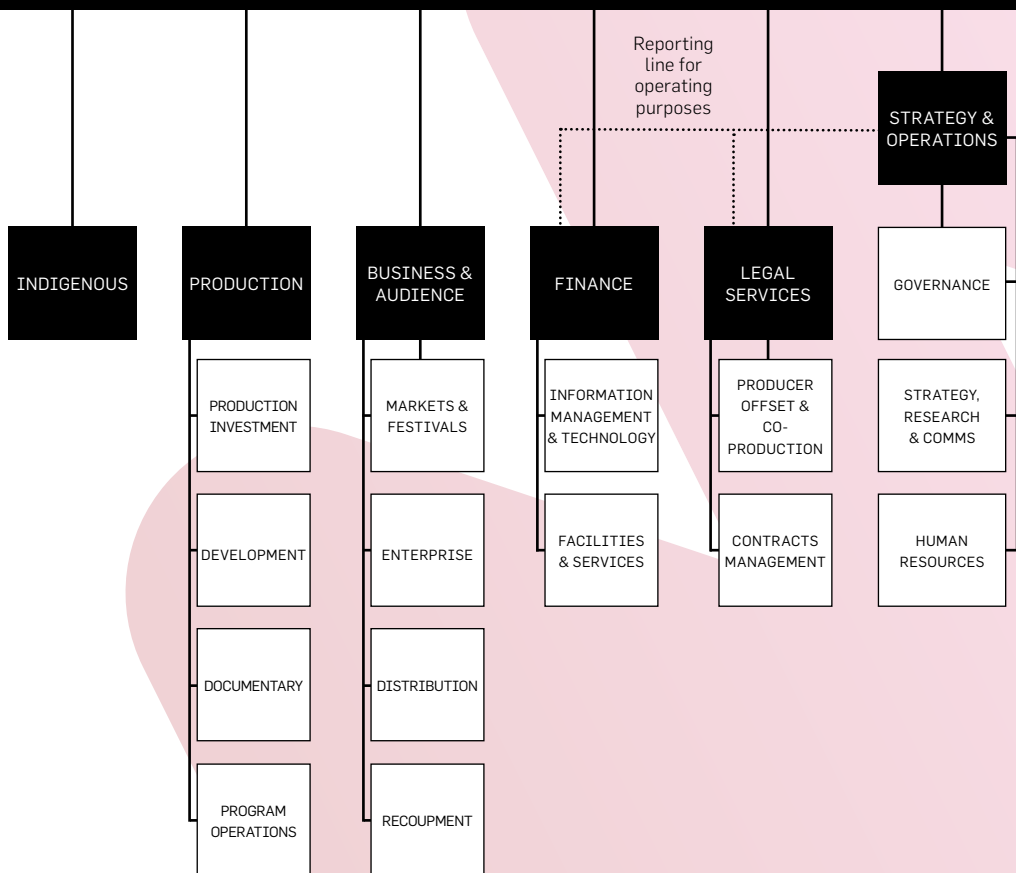 Reporting
line for
operating
purposes
STRATEGY &
OPERATIONS
INDIGENOUS
PRODUCTION
BUSINESS &
AUDIENCE
FINANCE
LEGAL
SERVICES
GOVERNANCE
PRODUCTION
INVESTMENT
MARKETS &
FESTIVALS
INFORMATION
MANAGEMENT
& TECHNOLOGY
PRODUCER
OFFSET &
CO-
PRODUCTION
STRATEGY,
RESEARCH
& COMMS
DEVELOPMENT
ENTERPRISE
FACILITIES
& SERVICES
CONTRACTS
MANAGEMENT
HUMAN
RESOURCES
DOCUMENTARY
DISTRIBUTION
PROGRAM
OPERATIONS
RECOUPMENT